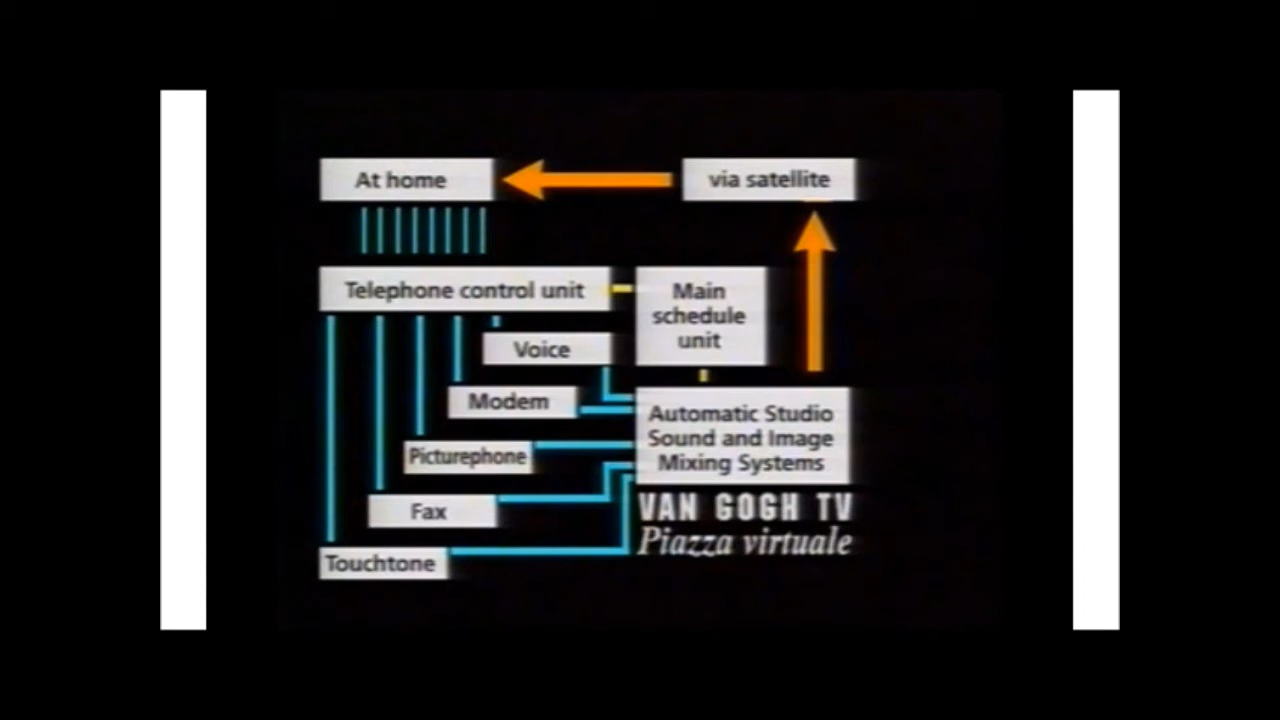 At home
via satellite
Telephone control unit
Main
schedule
unit
Voice
Modem
Automatic Studio
Sound and Image
Mixing Systems
Picturephone
Fax
VAN GOGH TV
Piazza virtuale
Touchtone